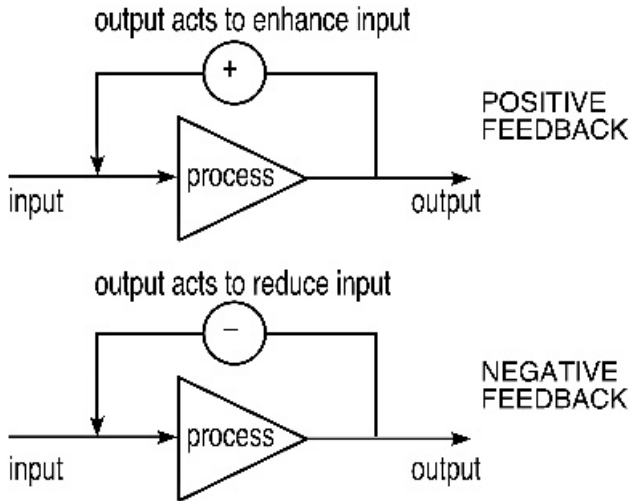 output acts to enhance input
+
POSITIVE
FEEDBACK
process
input
output
output acts to reduce input
−
NEGATIVE
FEEDBACK
process
input
output